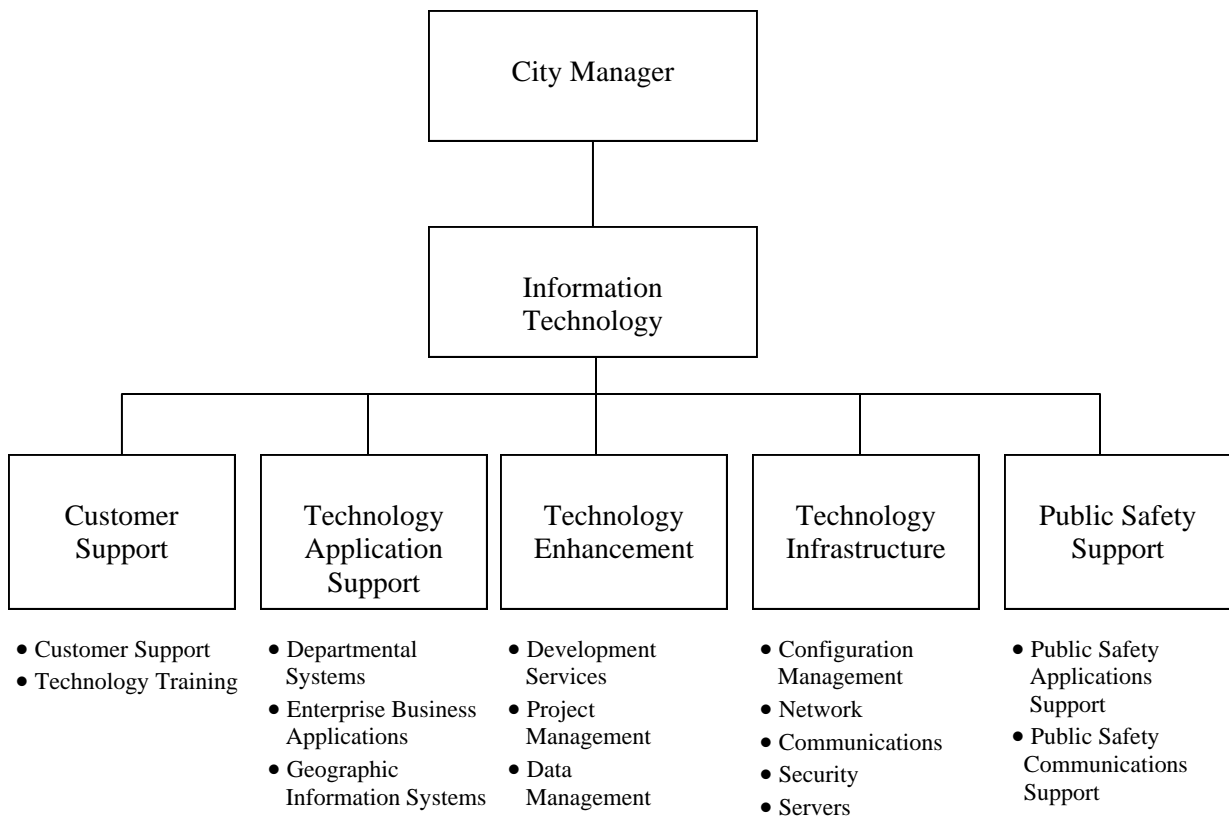 City Manager
Information
Technology
Customer
Support
Technology
Application
Support
Technology
Enhancement
Technology
Infrastructure
Public Safety
Support
• Customer Support
• Technology Training
• Departmental
Systems
• Enterprise Business
Applications
• Geographic
Information Systems
• Development
Services
• Project
Management
• Data
Management
• Configuration
Management
• Network
• Communications
• Security
• Servers
• Public Safety
Applications
Support
• Public Safety
Communications
Support